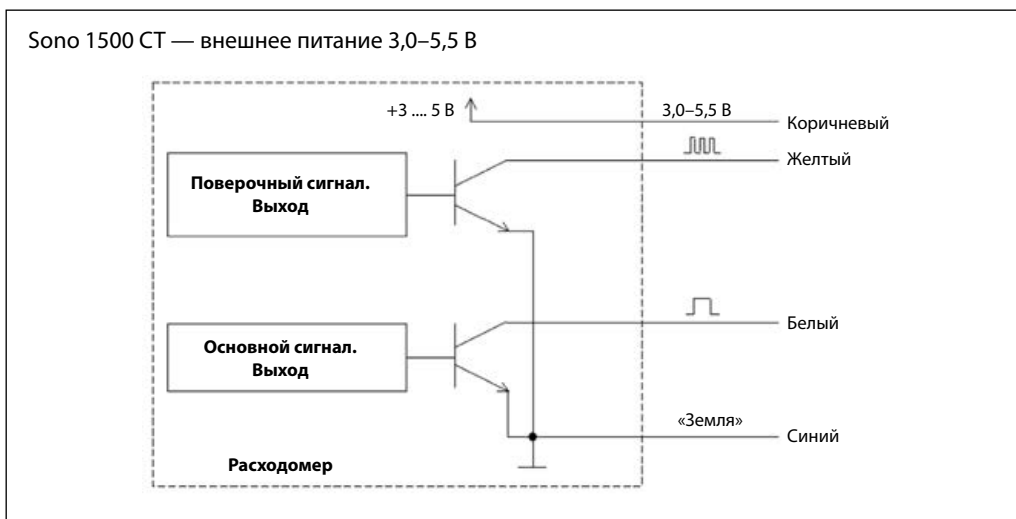 Sono 1500 CT — внешнее питание 3,0–5,5 В
+3 .... 5 В
3,0–5,5 В
Коричневый
Желтый
Поверочный сигнал.
Выход
Белый
Основной сигнал.
Выход
«Земля»
Синий
Расходомер